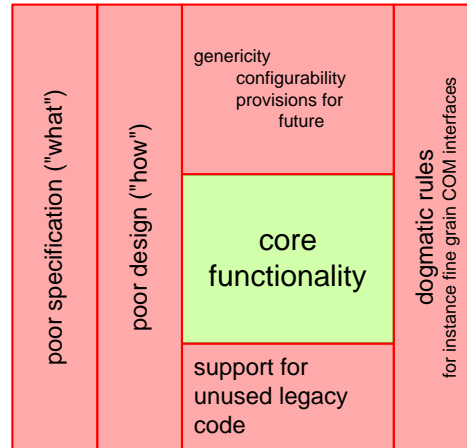 poor specification ("what")
poor design ("how")
genericity
configurability
provisions for
future
core
functionality
support for
unused legacy
code
dogmatic rules
for instance fine grain COM interfaces